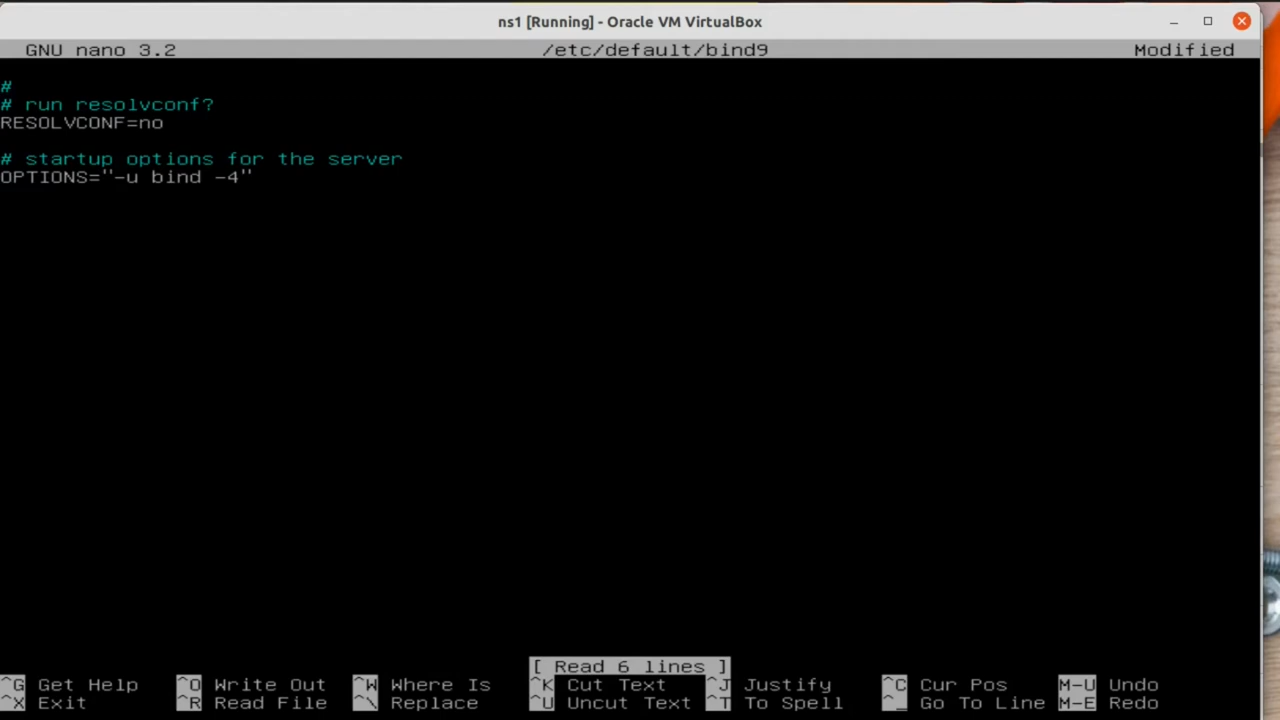 ns1 [Running] - Oracle VM VirtualBox
GNU nano 3.2 /etc/default/bind9 Modified
#
# run resolvconf?
RESOLVCONF=no
# startup options for the server
OPTIONS="-u bind -4"
[ Read 6 lines ]
^G Get Help ^O Write Out ^W Where Is ^K Cut Text ^J Justify ^C Cur Pos M-U Undo
^X Exit ^R Read File ^\ Replace ^U Uncut Text ^T To Spell ^_ Go To Line M-E Redo